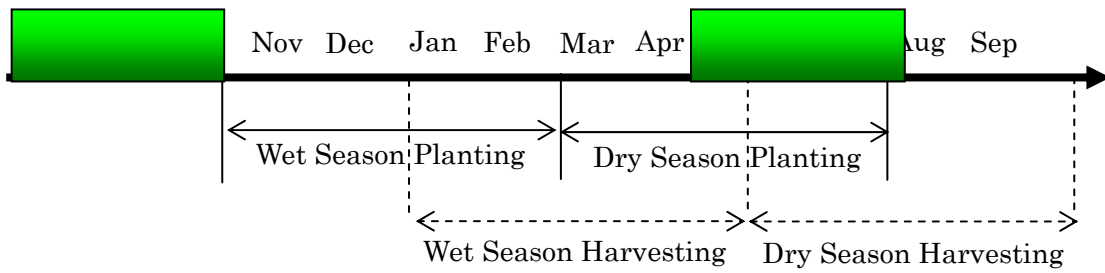 Nov Dec Jan Feb Mar Apr Aug Sep
Wet Season Planting Dry Season Planting
Wet Season Harvesting Dry Season Harvesting